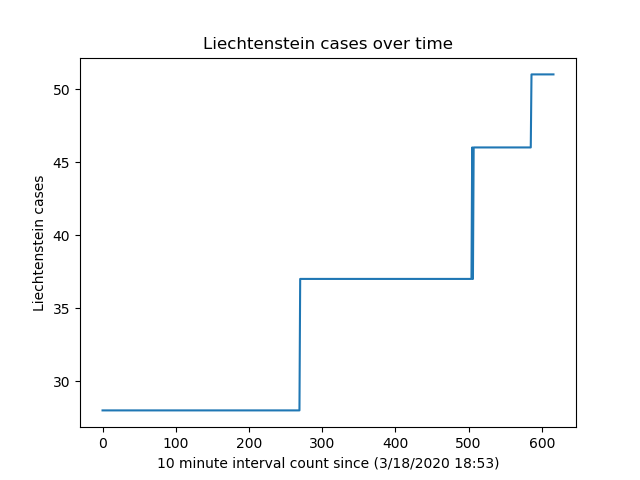 Liechtenstein cases over time
50
45
40
35
30
Liechtenstein cases
0 100 200 300 400 500 600
10 minute interval count since (3/18/2020 18:53)